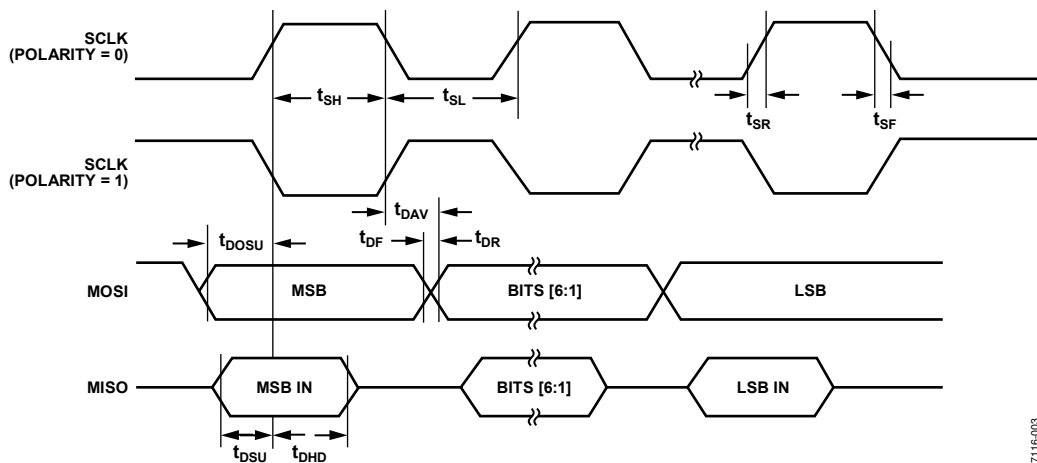 SCLK
(POLARITY = 0)
tSH
tSL
tSR
tSF
SCLK
(POLARITY = 1)
tDAV
tDOSU
tDF
tDR
MOSI
MSB
BITS [6:1]
LSB
MISO
MSB IN
BITS [6:1]
LSB IN
tDSU
tDHD
7116-003